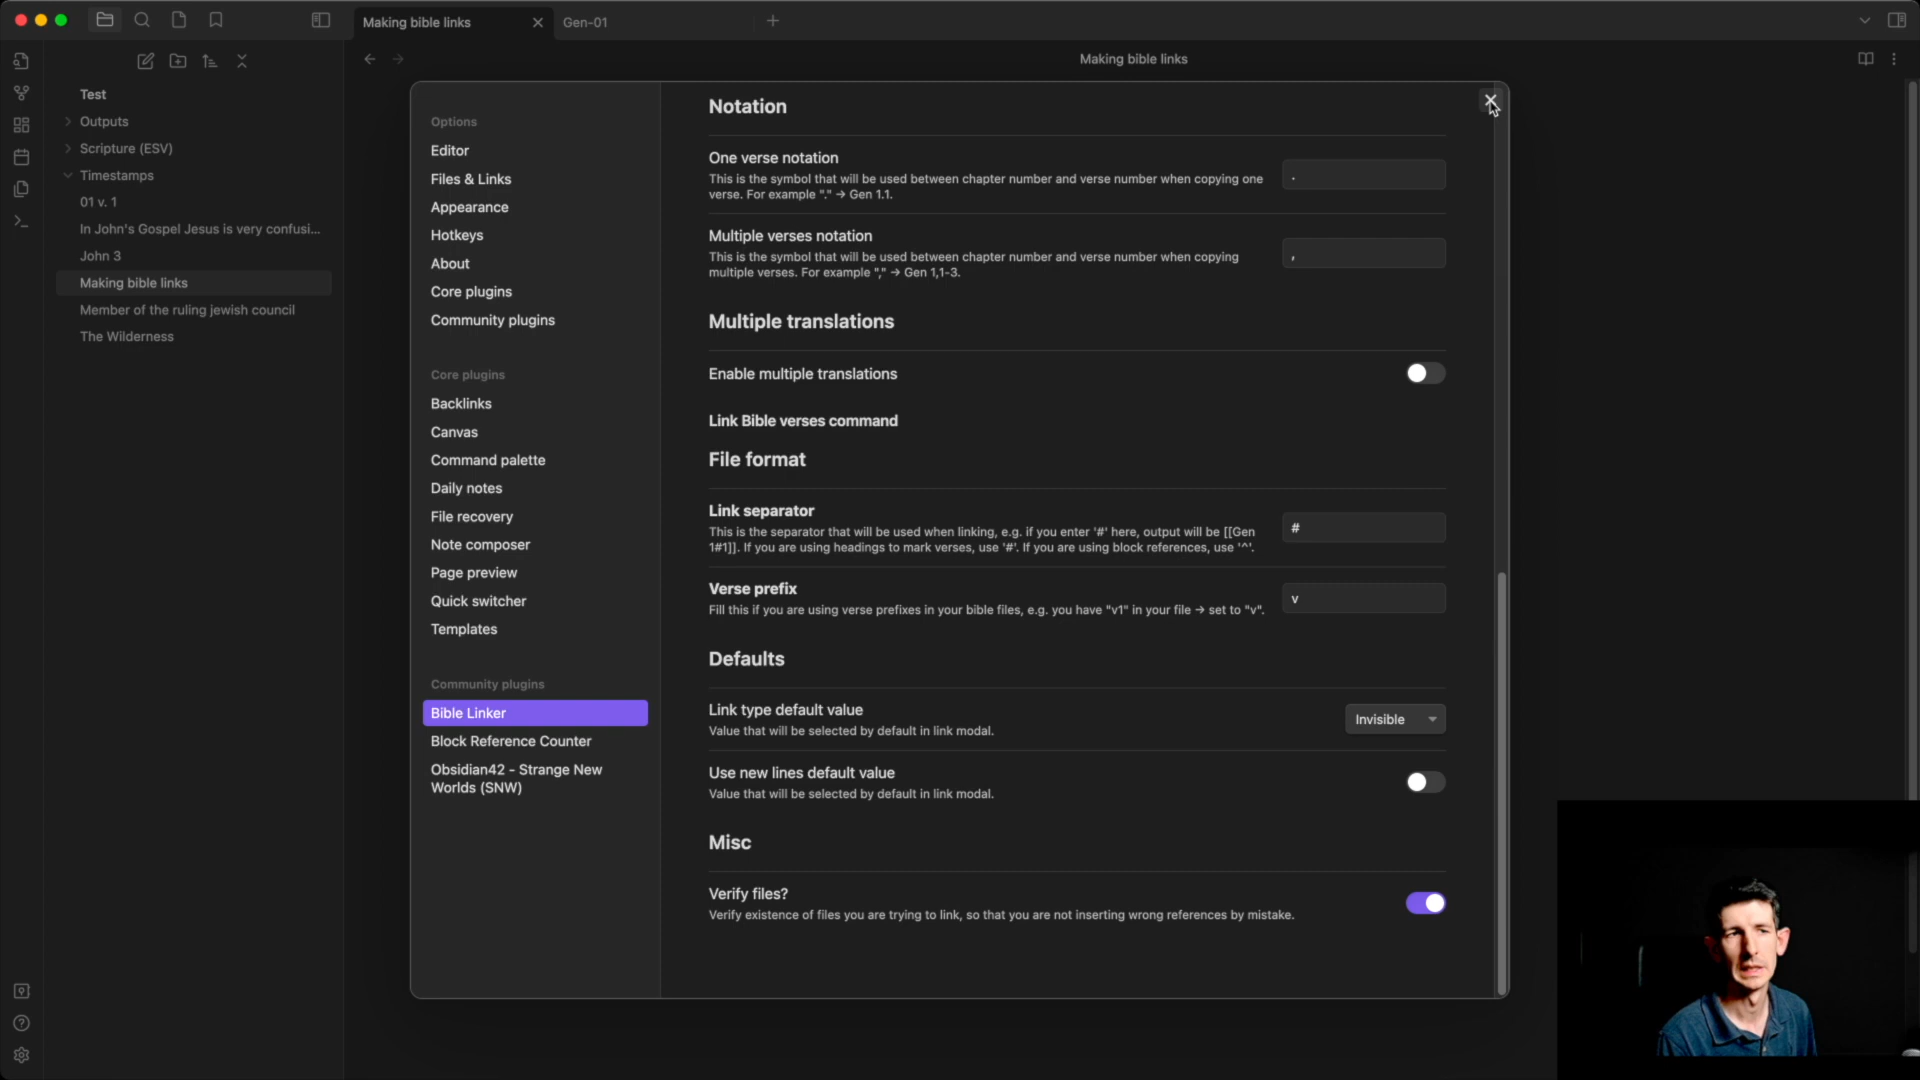 Making bible links
Gen-01
Making bible links
Test
Outputs
Scripture (ESV)
Timestamps
01 v. 1
In John's Gospel Jesus is very confusi...
John 3
Making bible links
Member of the ruling jewish council
The Wilderness
Options
Editor
Files & Links
Appearance
Hotkeys
About
Core plugins
Community plugins
Core plugins
Backlinks
Canvas
Command palette
Daily notes
File recovery
Note composer
Page preview
Quick switcher
Templates
Community plugins
Bible Linker
Block Reference Counter
Obsidian42 - Strange New
Worlds (SNW)
Notation
One verse notation
This is the symbol that will be used between chapter number and verse number when copying one
verse. For example "." → Gen 1.1.
.
Multiple verses notation
This is the symbol that will be used between chapter number and verse number when copying
multiple verses. For example "," → Gen 1,1-3.
,
Multiple translations
Enable multiple translations
Link Bible verses command
File format
Link separator
This is the separator that will be used when linking, e.g. if you enter '#' here, output will be [[Gen
1#1]]. If you are using headings to mark verses, use '#'. If you are using block references, use '^'.
#
Verse prefix
Fill this if you are using verse prefixes in your bible files, e.g. you have "v1" in your file → set to "v".
v
Defaults
Link type default value
Value that will be selected by default in link modal.
Invisible
Use new lines default value
Value that will be selected by default in link modal.
Misc
Verify files?
Verify existence of files you are trying to link, so that you are not inserting wrong references by mistake.